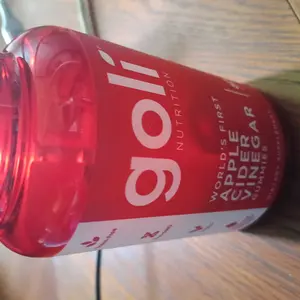 goli
NUTRITION
WORLD'S FIRST
APPLE
CIDER
VINEGAR
GUMMIES